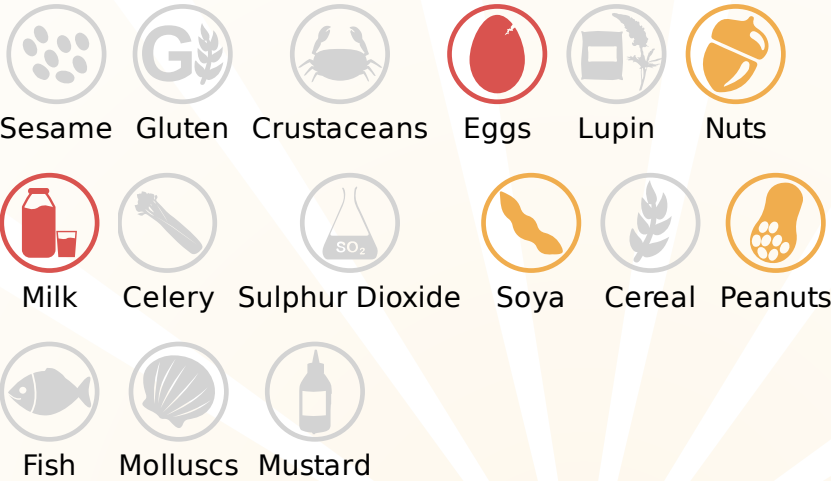 G
Sesame Gluten Crustaceans Eggs Lupin Nuts
SO₂
Milk Celery Sulphur Dioxide Soya Cereal Peanuts
Fish Molluscs Mustard